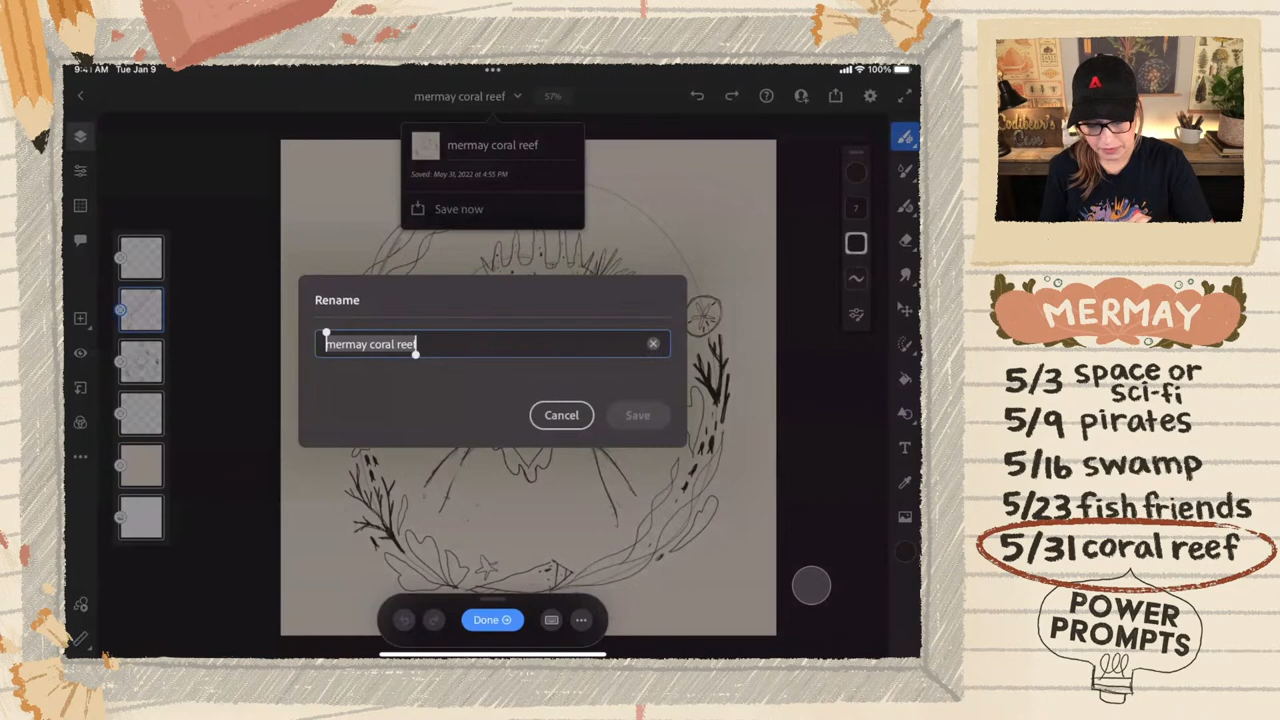 9:41 AM Tue Jan 9
100%
mermay coral reef
57%
mermay coral reef
Saved: May 31, 2022 at 4:55 PM
Save now
Rename
mermay coral reef
Cancel
Save
Done
7
T
MERMAY
5/3 space or
sci-fi
5/9 pirates
5/16 swamp
5/23 fish friends
5/31 coral reef
POWER
PROMPTS